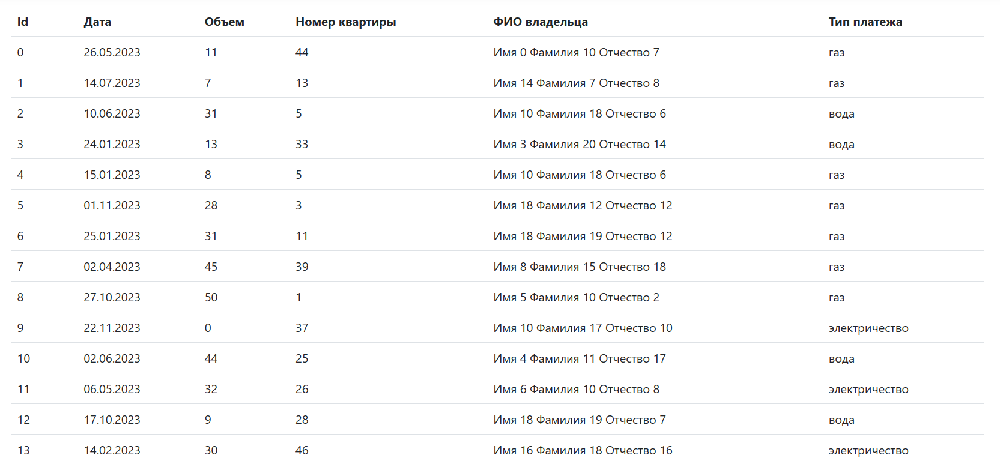 Id Дата Объем Номер квартиры ФИО владельца Тип платежа
0 26.05.2023 11 44 Имя 0 Фамилия 10 Отчество 7 газ
1 14.07.2023 7 13 Имя 14 Фамилия 7 Отчество 8 газ
2 10.06.2023 31 5 Имя 10 Фамилия 18 Отчество 6 вода
3 24.01.2023 13 33 Имя 3 Фамилия 20 Отчество 14 вода
4 15.01.2023 8 5 Имя 10 Фамилия 18 Отчество 6 газ
5 01.11.2023 28 3 Имя 18 Фамилия 12 Отчество 12 газ
6 25.01.2023 31 11 Имя 18 Фамилия 19 Отчество 12 газ
7 02.04.2023 45 39 Имя 8 Фамилия 15 Отчество 18 газ
8 27.10.2023 50 1 Имя 5 Фамилия 10 Отчество 2 газ
9 22.11.2023 0 37 Имя 10 Фамилия 17 Отчество 10 электричество
10 02.06.2023 44 25 Имя 4 Фамилия 11 Отчество 17 вода
11 06.05.2023 32 26 Имя 6 Фамилия 10 Отчество 8 электричество
12 17.10.2023 9 28 Имя 18 Фамилия 19 Отчество 7 вода
13 14.02.2023 30 46 Имя 16 Фамилия 18 Отчество 16 электричество